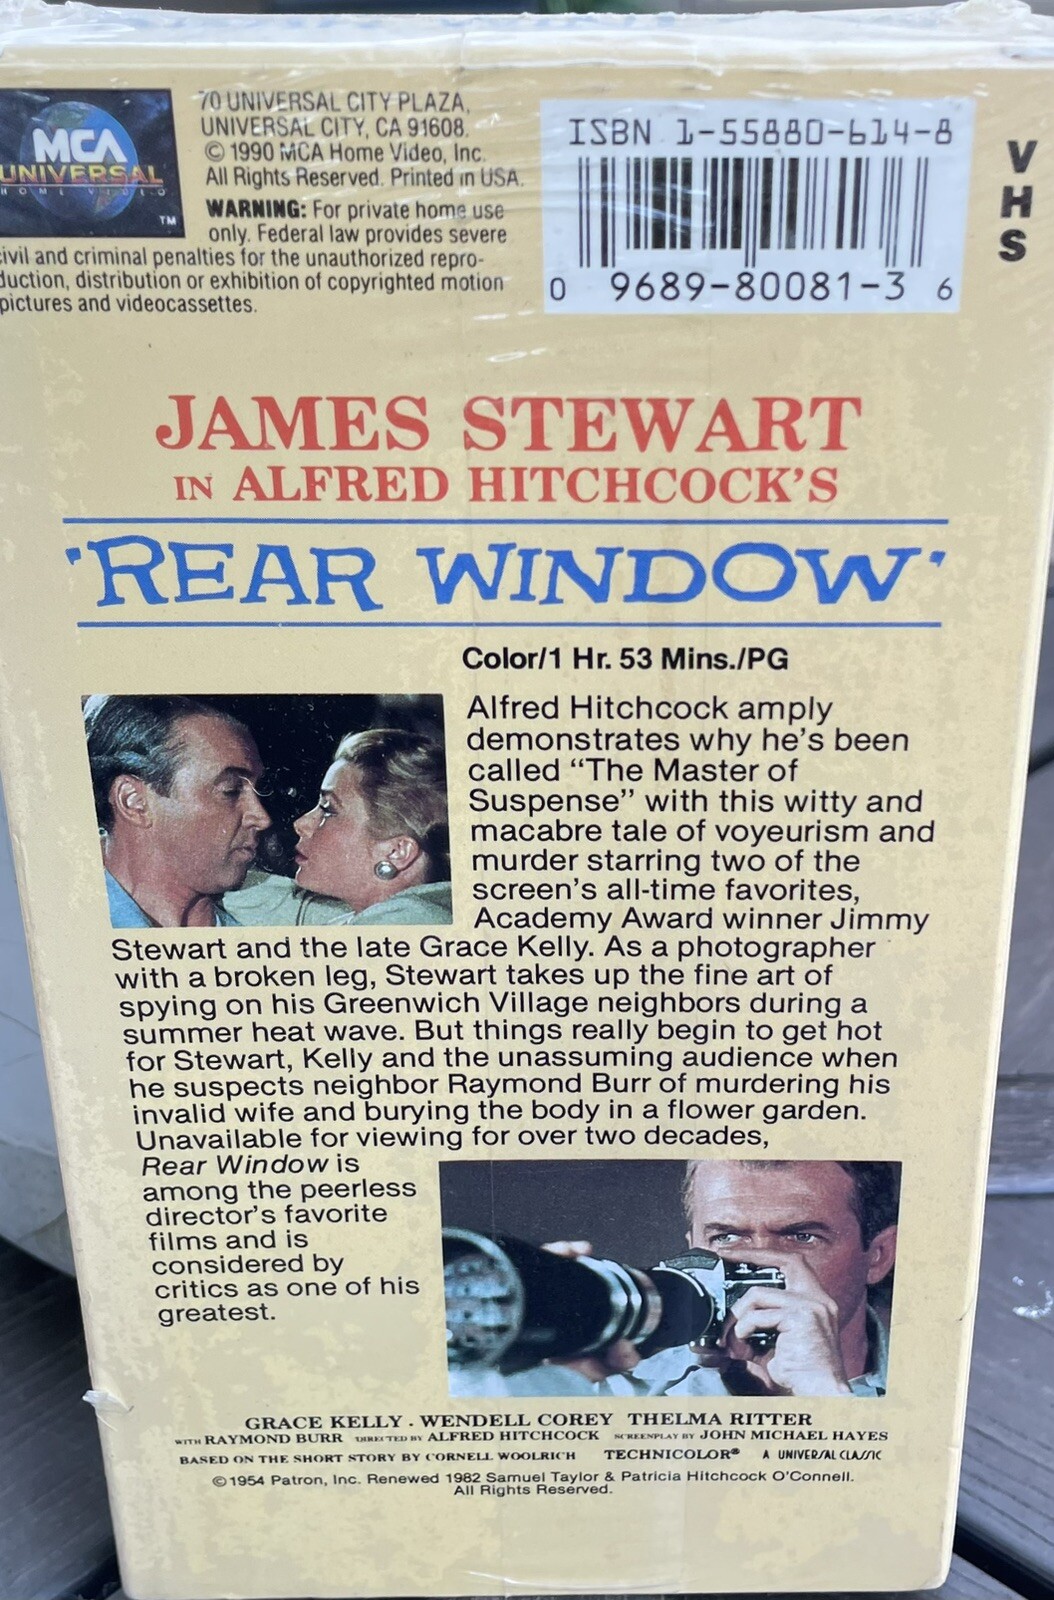 MCA
UNIVERSAL
HOME VIDEO
TM
70 UNIVERSAL CITY PLAZA,
UNIVERSAL CITY, CA 91608.
© 1990 MCA Home Video, Inc.
All Rights Reserved. Printed in USA.
WARNING: For private home use
only. Federal law provides severe
ivil and criminal penalties for the unauthorized repro-
duction, distribution or exhibition of copyrighted motion
pictures and videocassettes.
ISBN 1-55880-614-8
0 9689-80081-3 6
VHS
JAMES STEWART
IN ALFRED HITCHCOCK'S
"REAR WINDOW"
Color/1 Hr. 53 Mins./PG
Alfred Hitchcock amply
demonstrates why he's been
called "The Master of
Suspense" with this witty and
macabre tale of voyeurism and
murder starring two of the
screen's all-time favorites,
Academy Award winner Jimmy
Stewart and the late Grace Kelly. As a photographer
with a broken leg, Stewart takes up the fine art of
spying on his Greenwich Village neighbors during a
summer heat wave. But things really begin to get hot
for Stewart, Kelly and the unassuming audience when
he suspects neighbor Raymond Burr of murdering his
invalid wife and burying the body in a flower garden.
Unavailable for viewing for over two decades,
Rear Window is
among the peerless
director's favorite
films and is
considered by
critics as one of his
greatest.
GRACE KELLY . WENDELL COREY THELMA RITTER
WITH RAYMOND BURR DIRECTED BY ALFRED HITCHCOCK SCREENPLAY BY JOHN MICHAEL HAYES
BASED ON THE SHORT STORY BY CORNELL WOOLRICH TECHNICOLOR® A UNIVERSAL CLASSIC
©1954 Patron, Inc. Renewed 1982 Samuel Taylor & Patricia Hitchcock O'Connell.
All Rights Reserved.